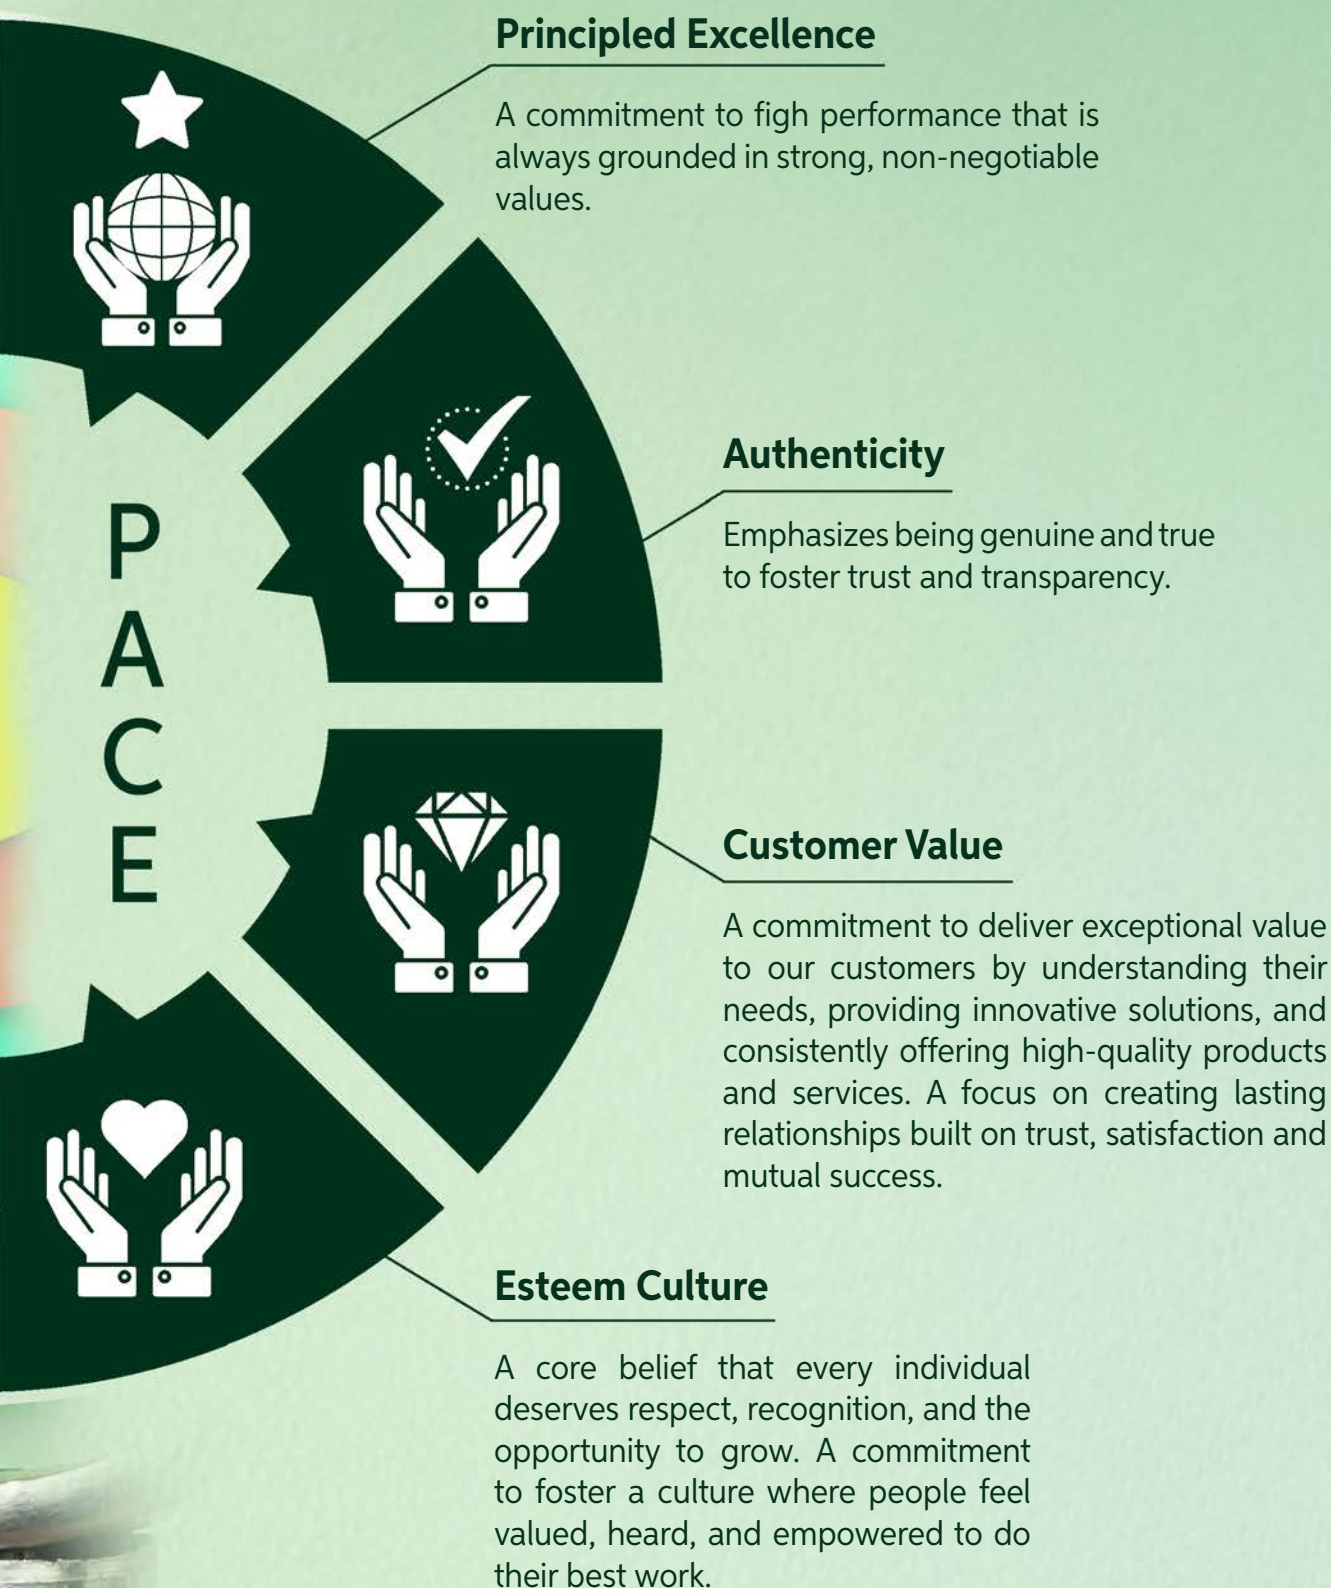 Principled Excellence
A commitment to figh performance that is
always grounded in strong, non-negotiable
values.
P
A
C
E
Authenticity
Emphasizes being genuine and true
to foster trust and transparency.
Customer Value
A commitment to deliver exceptional value
to our customers by understanding their
needs, providing innovative solutions, and
consistently offering high-quality products
and services. A focus on creating lasting
relationships built on trust, satisfaction and
mutual success.
Esteem Culture
A core belief that every individual
deserves respect, recognition, and the
opportunity to grow. A commitment
to foster a culture where people feel
valued, heard, and empowered to do
their best work.